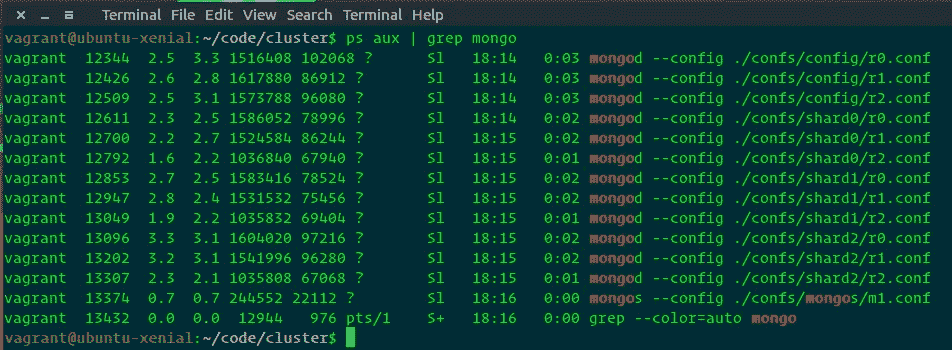 Terminal File Edit View Search Terminal Help
vagrant@ubuntu-xenial:~/code/cluster$ ps aux | grep mongo
vagrant 12344 2.5 3.3 1516408 102068 ? Sl 18:14 0:03 mongod --config ./confs/config/r0.conf
vagrant 12426 2.6 2.8 1617880 86912 ? Sl 18:14 0:03 mongod --config ./confs/config/r1.conf
vagrant 12509 2.5 3.1 1573788 96080 ? Sl 18:14 0:03 mongod --config ./confs/config/r2.conf
vagrant 12611 2.3 2.5 1586052 78996 ? Sl 18:14 0:02 mongod --config ./confs/shard0/r0.conf
vagrant 12700 2.2 2.7 1524584 86244 ? Sl 18:15 0:02 mongod --config ./confs/shard0/r1.conf
vagrant 12792 1.6 2.2 1036840 67940 ? Sl 18:15 0:01 mongod --config ./confs/shard0/r2.conf
vagrant 12853 2.7 2.5 1583416 78524 ? Sl 18:15 0:02 mongod --config ./confs/shard1/r0.conf
vagrant 12947 2.8 2.4 1531532 75456 ? Sl 18:15 0:02 mongod --config ./confs/shard1/r1.conf
vagrant 13049 1.9 2.2 1035832 69404 ? Sl 18:15 0:01 mongod --config ./confs/shard1/r2.conf
vagrant 13096 3.3 3.1 1604020 97216 ? Sl 18:15 0:02 mongod --config ./confs/shard2/r0.conf
vagrant 13202 3.2 3.1 1541996 96280 ? Sl 18:15 0:02 mongod --config ./confs/shard2/r1.conf
vagrant 13307 2.3 2.1 1035808 67068 ? Sl 18:15 0:01 mongod --config ./confs/shard2/r2.conf
vagrant 13374 0.7 0.7 244552 22112 ? Sl 18:16 0:00 mongos --config ./confs/mongos/m1.conf
vagrant 13432 0.0 0.0 12944 976 pts/1 S+ 18:16 0:00 grep --color=auto mongo
vagrant@ubuntu-xenial:~/code/cluster$